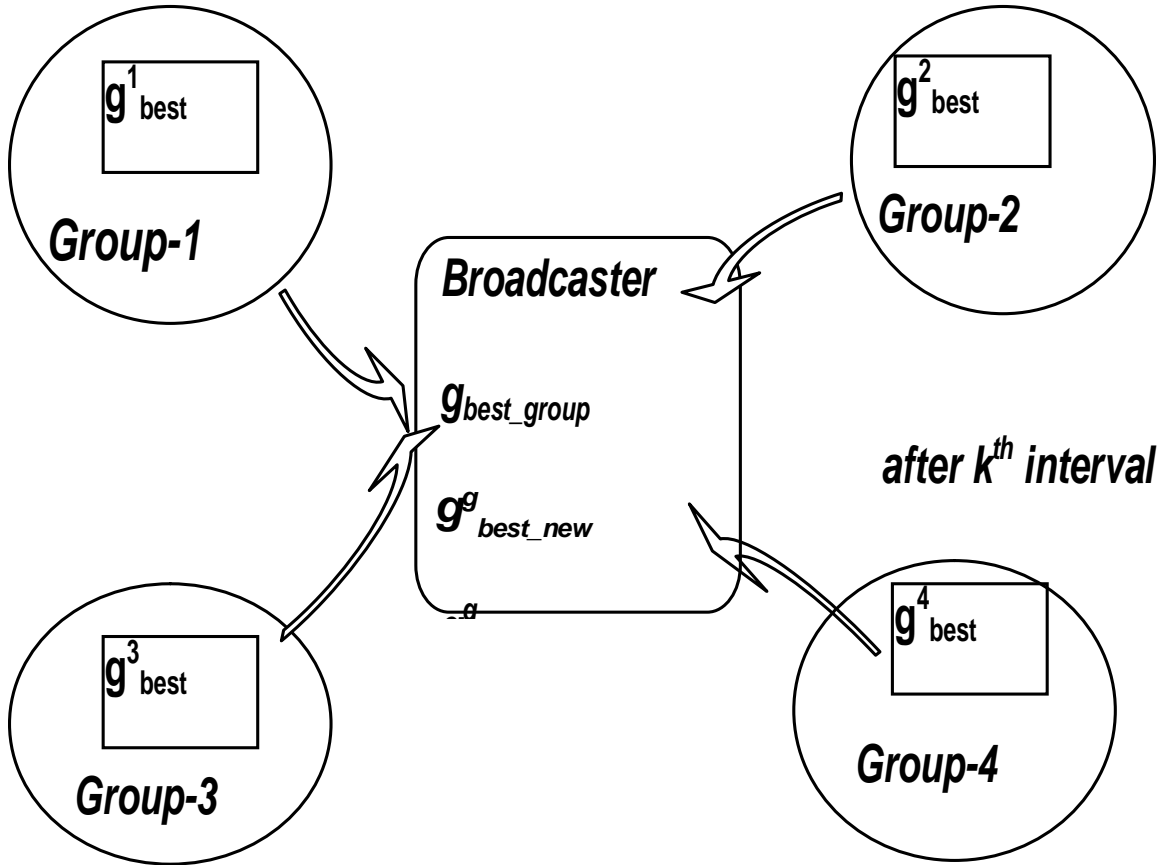 g¹best
Group-1
g²best
Group-2
Broadcaster
gbest_group
gᵍbest_new
after kᵗʰ interval
g³best
Group-3
g⁴best
Group-4